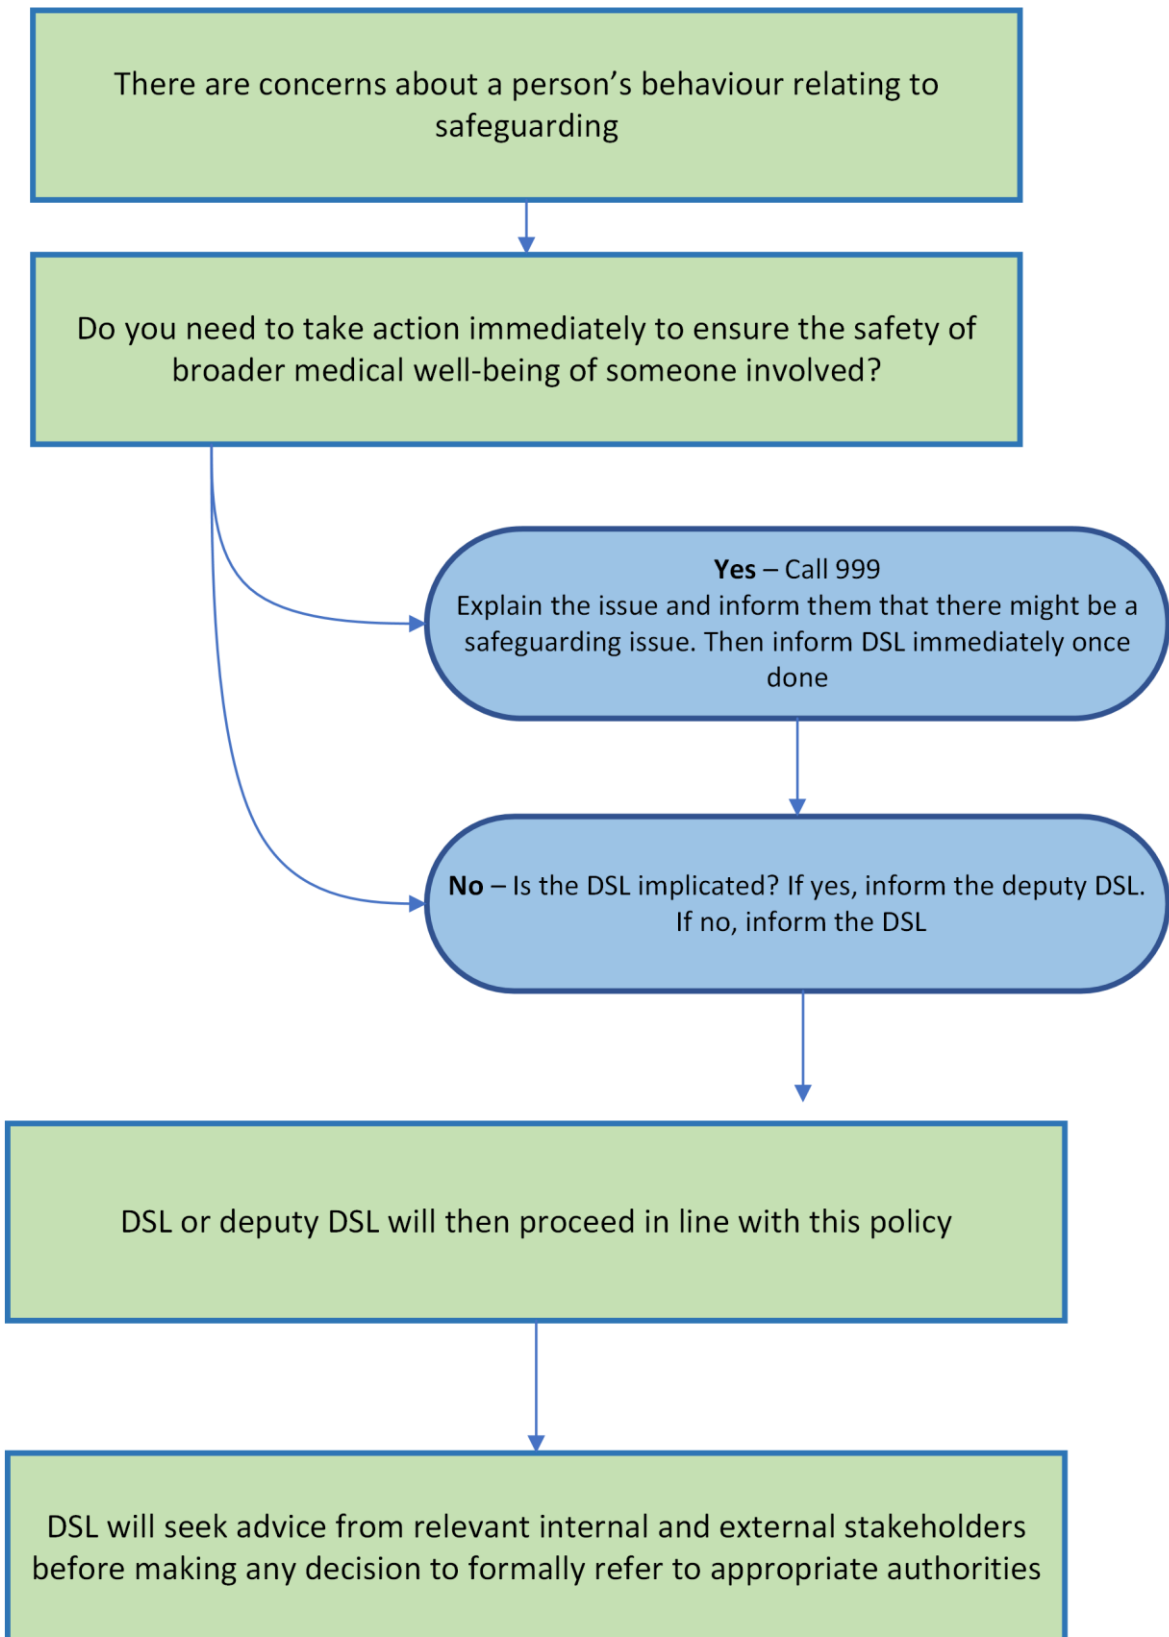 There are concerns about a person’s behaviour relating to
safeguarding
Do you need to take action immediately to ensure the safety of
broader medical well-being of someone involved?
Yes – Call 999
Explain the issue and inform them that there might be a
safeguarding issue. Then inform DSL immediately once
done
No – Is the DSL implicated? If yes, inform the deputy DSL.
If no, inform the DSL
DSL or deputy DSL will then proceed in line with this policy
DSL will seek advice from relevant internal and external stakeholders
before making any decision to formally refer to appropriate authorities